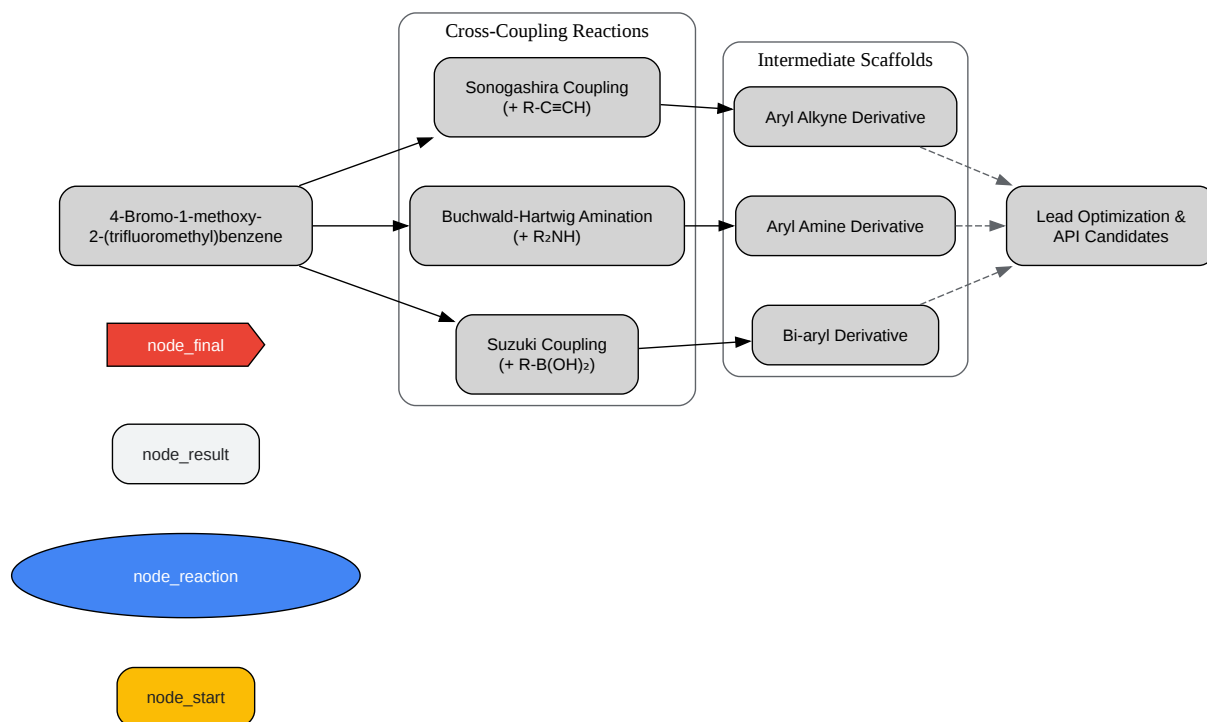 Cross-Coupling Reactions
Intermediate Scaffolds
Sonogashira Coupling
(+ R-C≡CH)
Aryl Alkyne Derivative
4-Bromo-1-methoxy-
2-(trifluoromethyl)benzene
Buchwald-Hartwig Amination
(+ R₂NH)
Aryl Amine Derivative
Lead Optimization &
API Candidates
Suzuki Coupling
(+ R-B(OH)₂)
Bi-aryl Derivative
node_final
node_result
node_reaction
node_start